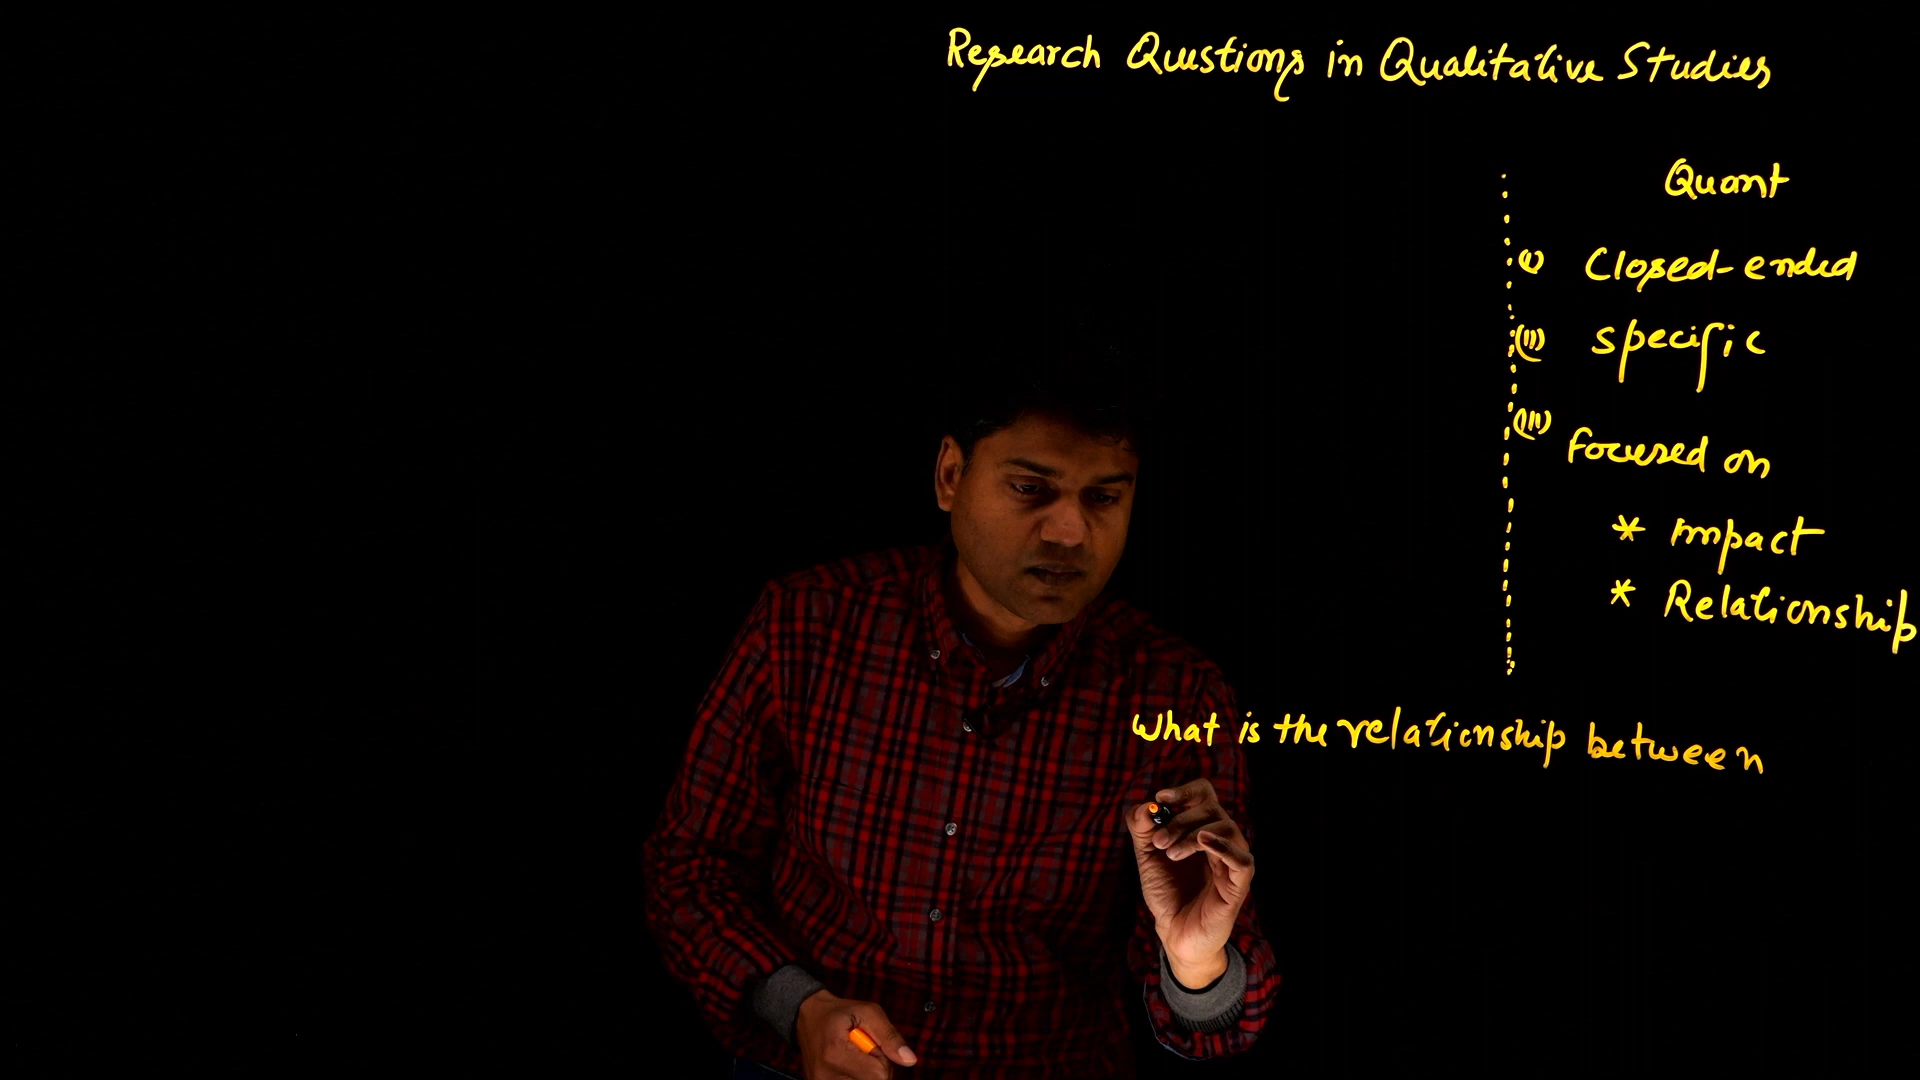 Research Questions in Qualitative Studies
Quant
(i) Closed-ended
(ii) specific
(iii) Focused on
* Impact
* Relationship
What is the relationship between